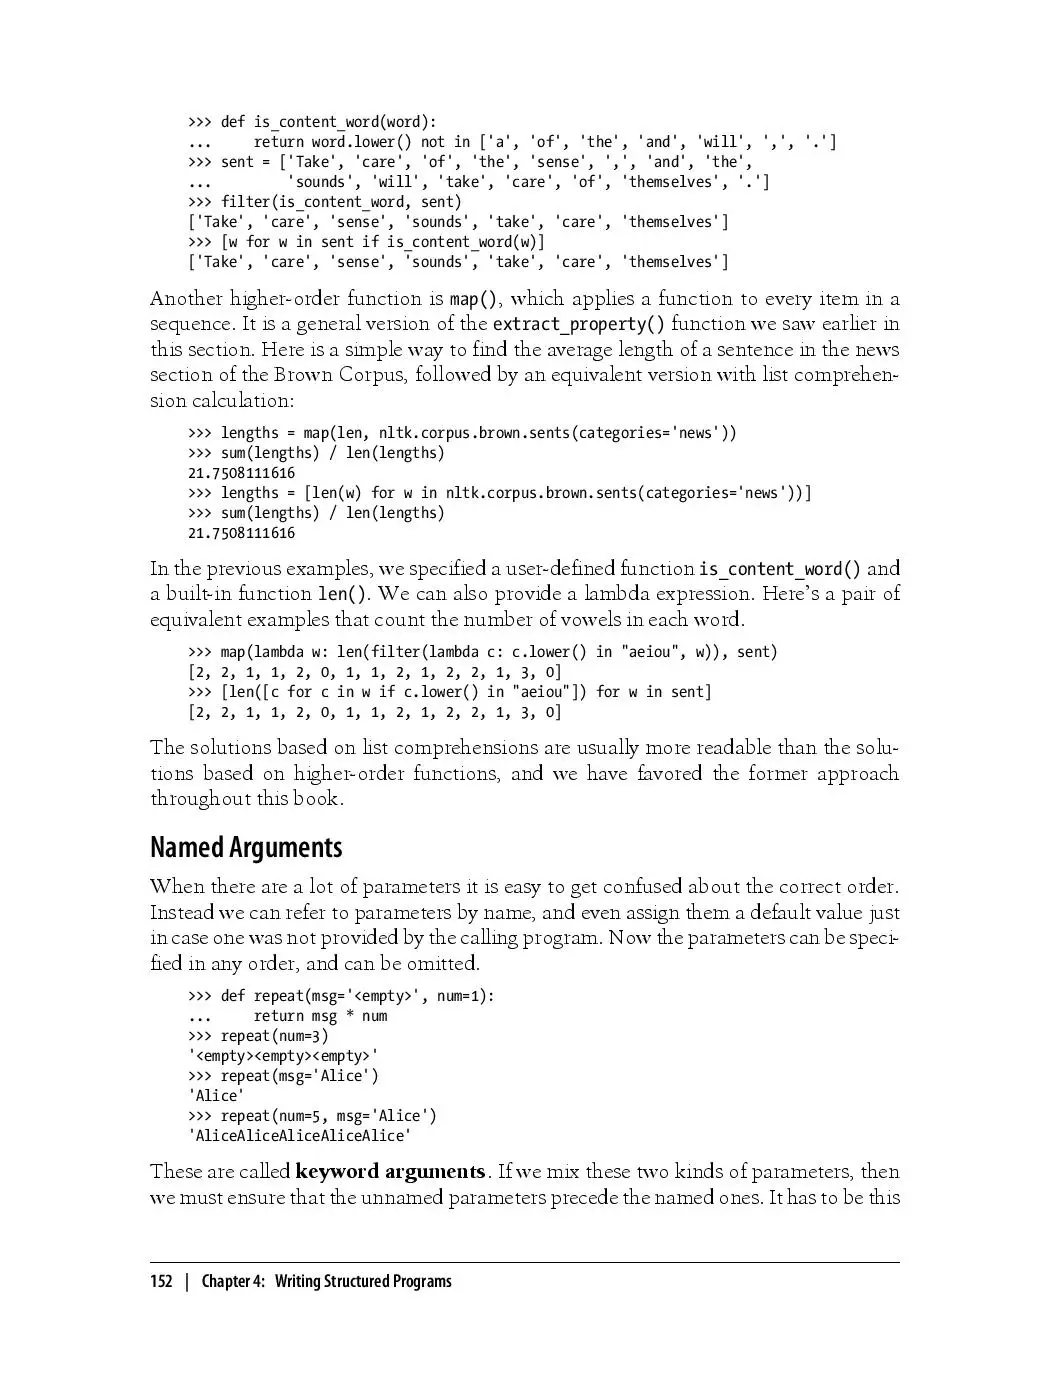 >>> def is_content_word(word):
...     return word.lower() not in ['a', 'of', 'the', 'and', 'will', ',', '.']
>>> sent = ['Take', 'care', 'of', 'the', 'sense', ',', 'and', 'the',
...         'sounds', 'will', 'take', 'care', 'of', 'themselves', '.']
>>> filter(is_content_word, sent)
['Take', 'care', 'sense', 'sounds', 'take', 'care', 'themselves']
>>> [w for w in sent if is_content_word(w)]
['Take', 'care', 'sense', 'sounds', 'take', 'care', 'themselves']
Another higher-order function is map(), which applies a function to every item in a
sequence. It is a general version of the extract_property() function we saw earlier in
this section. Here is a simple way to find the average length of a sentence in the news
section of the Brown Corpus, followed by an equivalent version with list comprehen-
sion calculation:
>>> lengths = map(len, nltk.corpus.brown.sents(categories='news'))
>>> sum(lengths) / len(lengths)
21.7508111616
>>> lengths = [len(w) for w in nltk.corpus.brown.sents(categories='news'))]
>>> sum(lengths) / len(lengths)
21.7508111616
In the previous examples, we specified a user-defined function is_content_word() and
a built-in function len(). We can also provide a lambda expression. Here's a pair of
equivalent examples that count the number of vowels in each word.
>>> map(lambda w: len(filter(lambda c: c.lower() in "aeiou", w)), sent)
[2, 2, 1, 1, 2, 0, 1, 1, 2, 1, 2, 2, 1, 3, 0]
>>> [len([c for c in w if c.lower() in "aeiou"]) for w in sent]
[2, 2, 1, 1, 2, 0, 1, 1, 2, 1, 2, 2, 1, 3, 0]
The solutions based on list comprehensions are usually more readable than the solu-
tions based on higher-order functions, and we have favored the former approach
throughout this book.
Named Arguments
When there are a lot of parameters it is easy to get confused about the correct order.
Instead we can refer to parameters by name, and even assign them a default value just
in case one was not provided by the calling program. Now the parameters can be speci-
fied in any order, and can be omitted.
>>> def repeat(msg='<empty>', num=1):
...     return msg * num
>>> repeat(num=3)
'<empty><empty><empty>'
>>> repeat(msg='Alice')
'Alice'
>>> repeat(num=5, msg='Alice')
'AliceAliceAliceAliceAlice'
These are called keyword arguments. If we mix these two kinds of parameters, then
we must ensure that the unnamed parameters precede the named ones. It has to be this
152 | Chapter 4: Writing Structured Programs